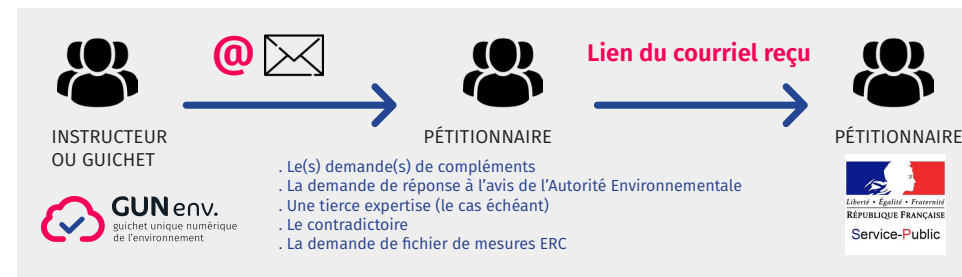 @
Lien du courriel reçu
INSTRUCTEUR
OU GUICHET
PÉTITIONNAIRE
PÉTITIONNAIRE
. Le(s) demande(s) de compléments
. La demande de réponse à l'avis de l'Autorité Environnementale
. Une tierce expertise (le cas échéant)
. Le contradictoire
. La demande de fichier de mesures ERC
GUN env.
guichet unique numérique
de l'environnement
Liberté • Égalité • Fraternité
RÉPUBLIQUE FRANÇAISE
Service-Public